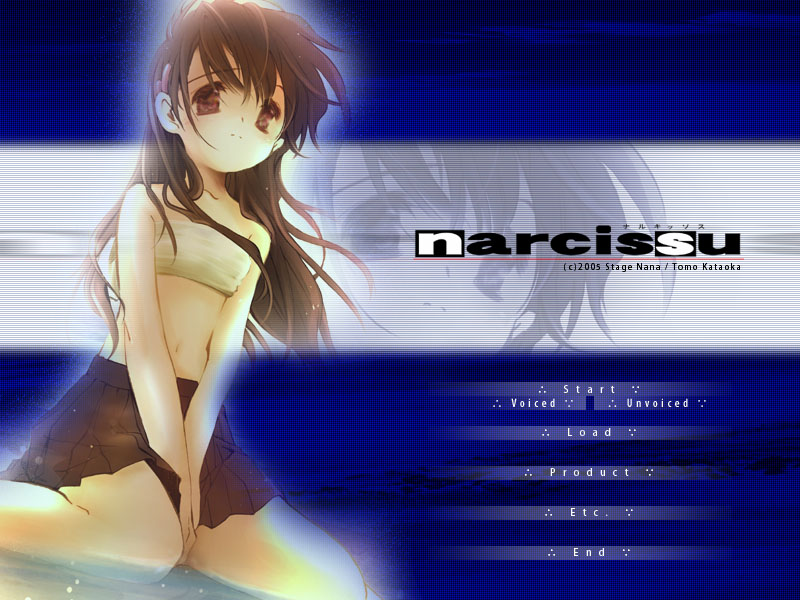 ナルキッソス
narcissu
(c)2005 Stage Nana / Tomo Kataoka
∴ Start ∵
∴ Voiced ∵ ∴ Unvoiced ∵
∴ Load ∵
∴ Product ∵
∴ Etc. ∵
∴ End ∵